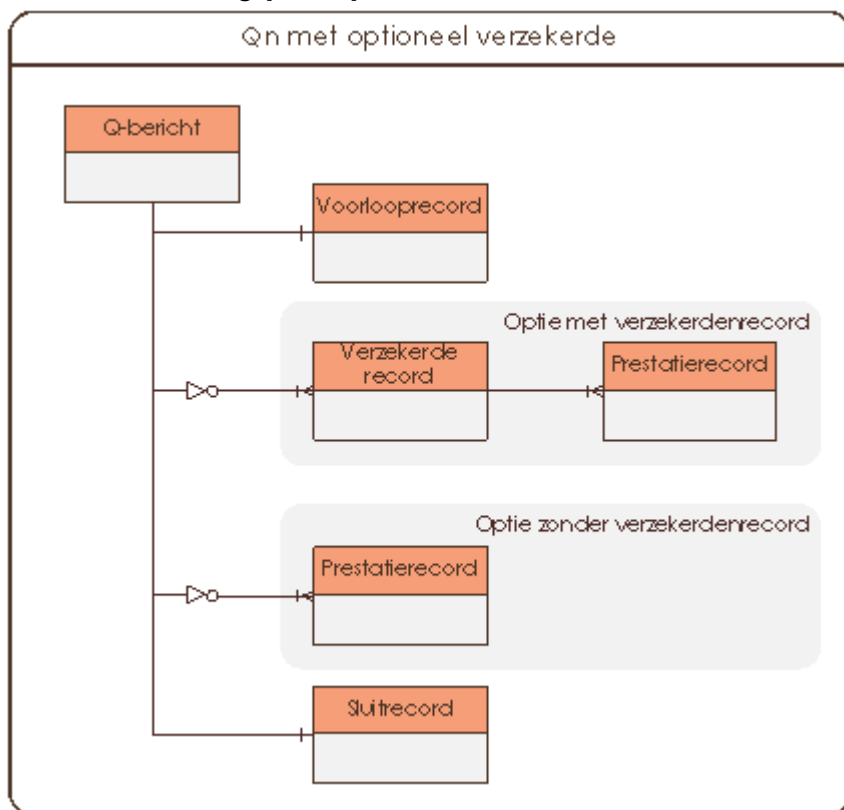 Qn met optioneel verzekerde
Q-bericht
Voorlooprecord
Optie met verzekerdenrecord
Verzekerde
record
Prestatierecord
Optie zonder verzekerdenrecord
Prestatierecord
Sluitrecord